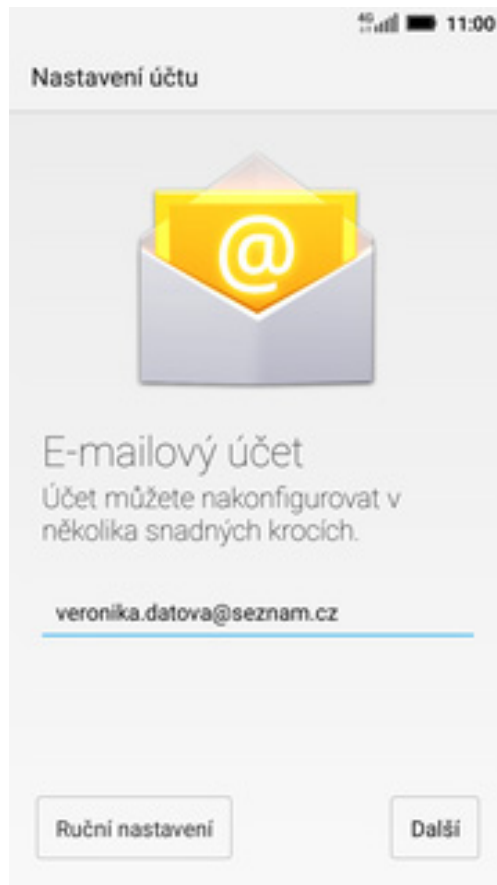 4G 11:00
Nastavení účtu
@
E-mailový účet
Účet můžete nakonfigurovat v
několika snadných krocích.
veronika.datova@seznam.cz
Ruční nastavení Další